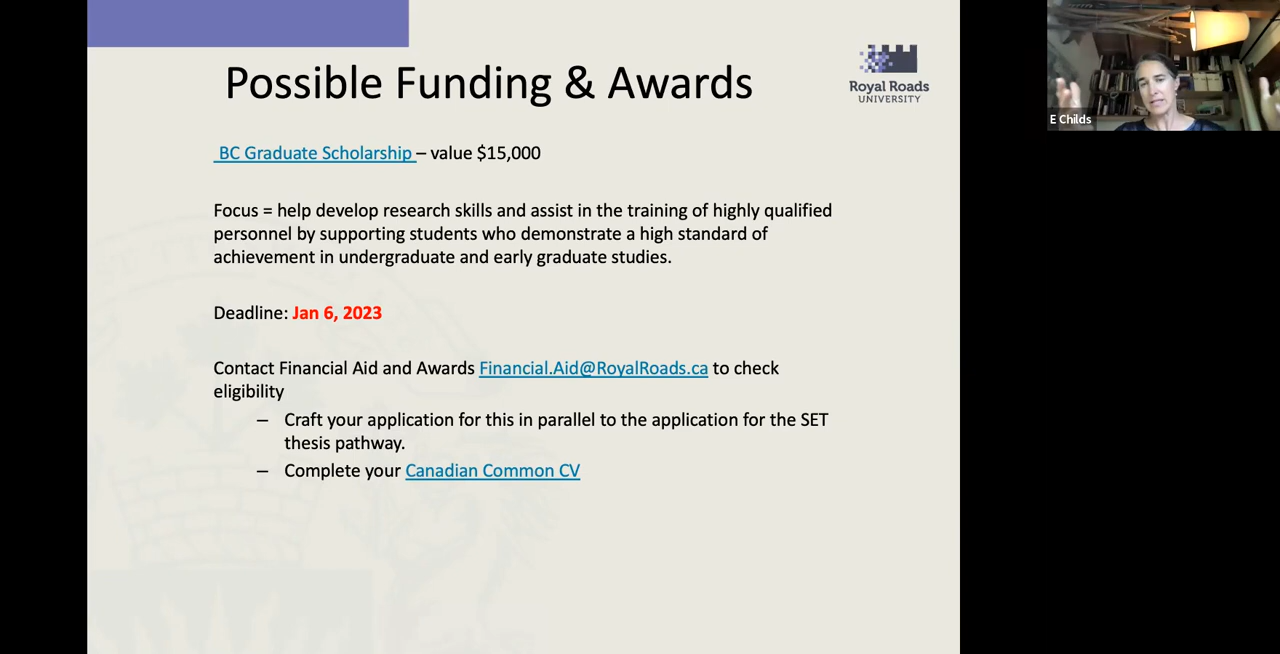 Possible Funding & Awards
Royal Roads
UNIVERSITY
BC Graduate Scholarship – value $15,000
Focus = help develop research skills and assist in the training of highly qualified
personnel by supporting students who demonstrate a high standard of
achievement in undergraduate and early graduate studies.
Deadline: Jan 6, 2023
Contact Financial Aid and Awards Financial.Aid@RoyalRoads.ca to check
eligibility
– Craft your application for this in parallel to the application for the SET
thesis pathway.
– Complete your Canadian Common CV
E Childs